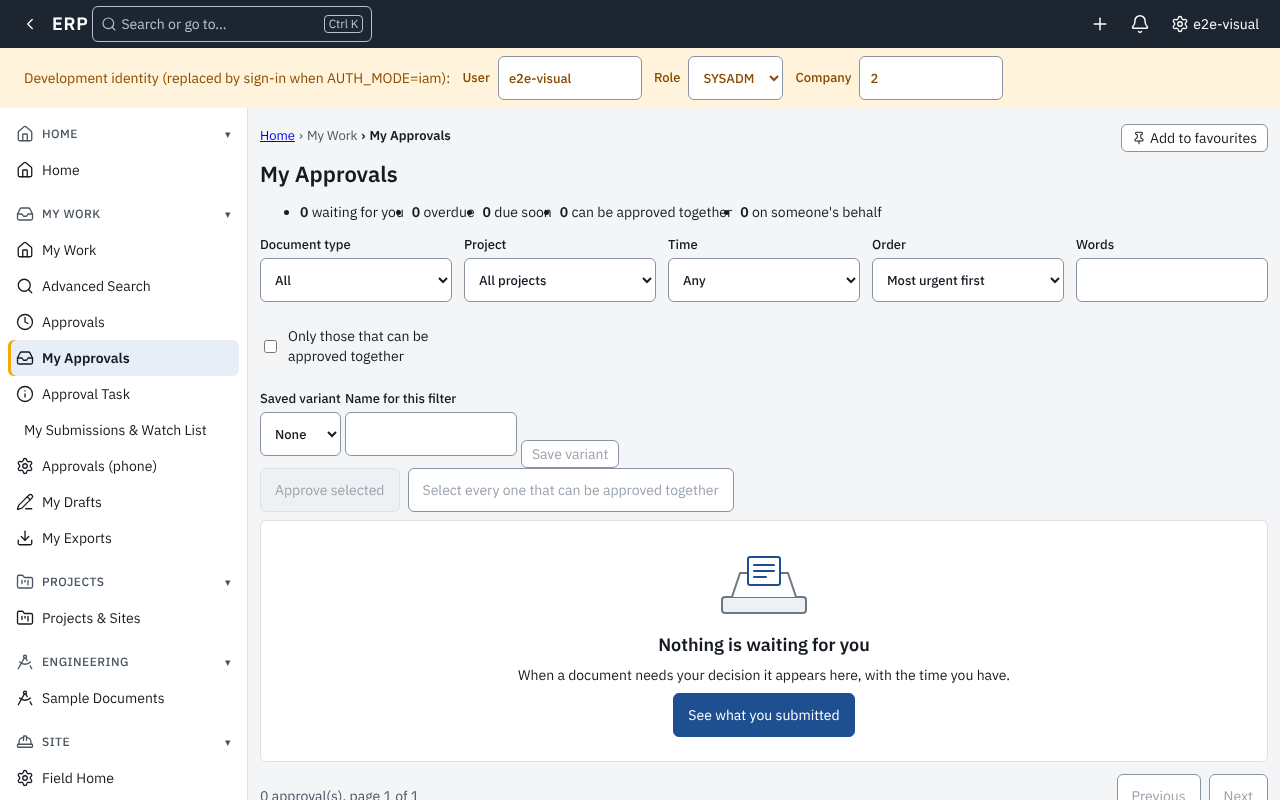 ERP
Search or go to...
Ctrl K
e2e-visual
Development identity (replaced by sign-in when AUTH_MODE=iam):
User
e2e-visual
Role
SYSADM
Company
2
HOME
Home
MY WORK
My Work
Advanced Search
Approvals
My Approvals
Approval Task
My Submissions & Watch List
Approvals (phone)
My Drafts
My Exports
PROJECTS
Projects & Sites
ENGINEERING
Sample Documents
SITE
Field Home
Home › My Work › My Approvals
Add to favourites
My Approvals
0 waiting for you
0 overdue
0 due soon
0 can be approved together
0 on someone's behalf
Document type
All
Project
All projects
Time
Any
Order
Most urgent first
Words
Only those that can be
approved together
Saved variant
None
Name for this filter
Save variant
Approve selected
Select every one that can be approved together
Nothing is waiting for you
When a document needs your decision it appears here, with the time you have.
See what you submitted
0 approval(s), page 1 of 1
Previous
Next